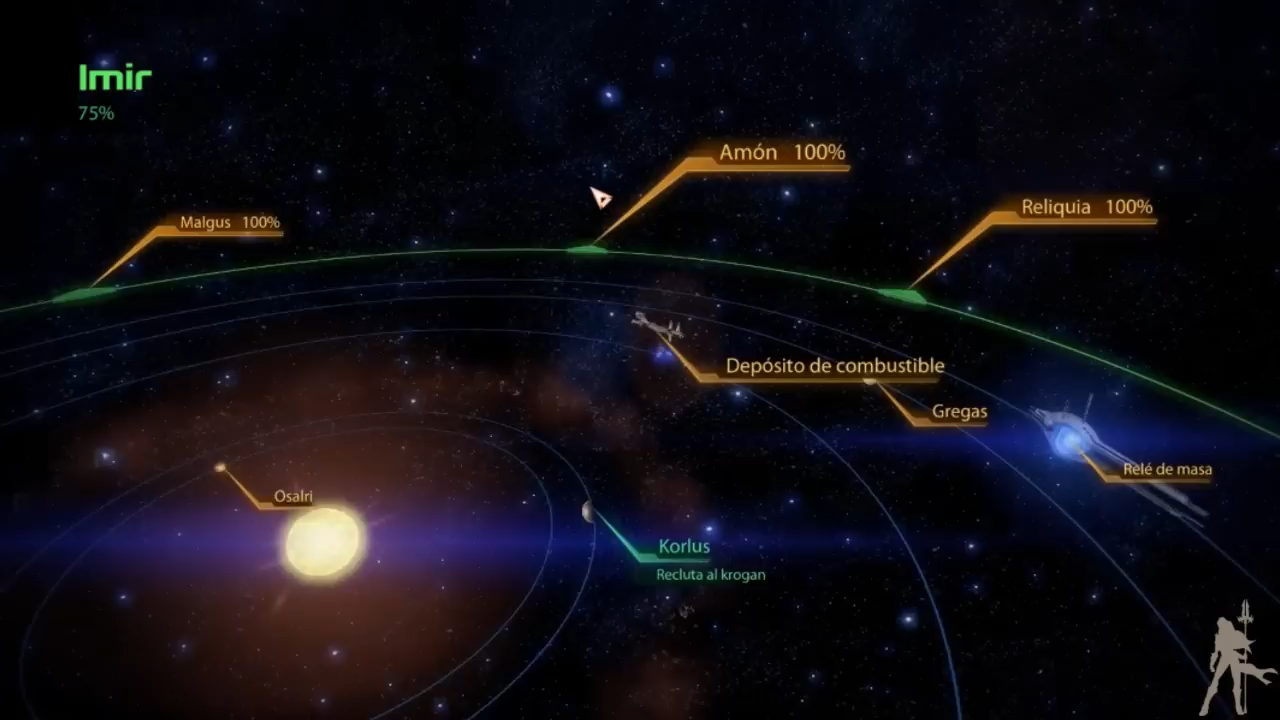 Imir
75%
Amón 100%
Reliquia 100%
Malgus 100%
Depósito de combustible
Gregas
Relé de masa
Osalri
Korlus
Recluta al krogan